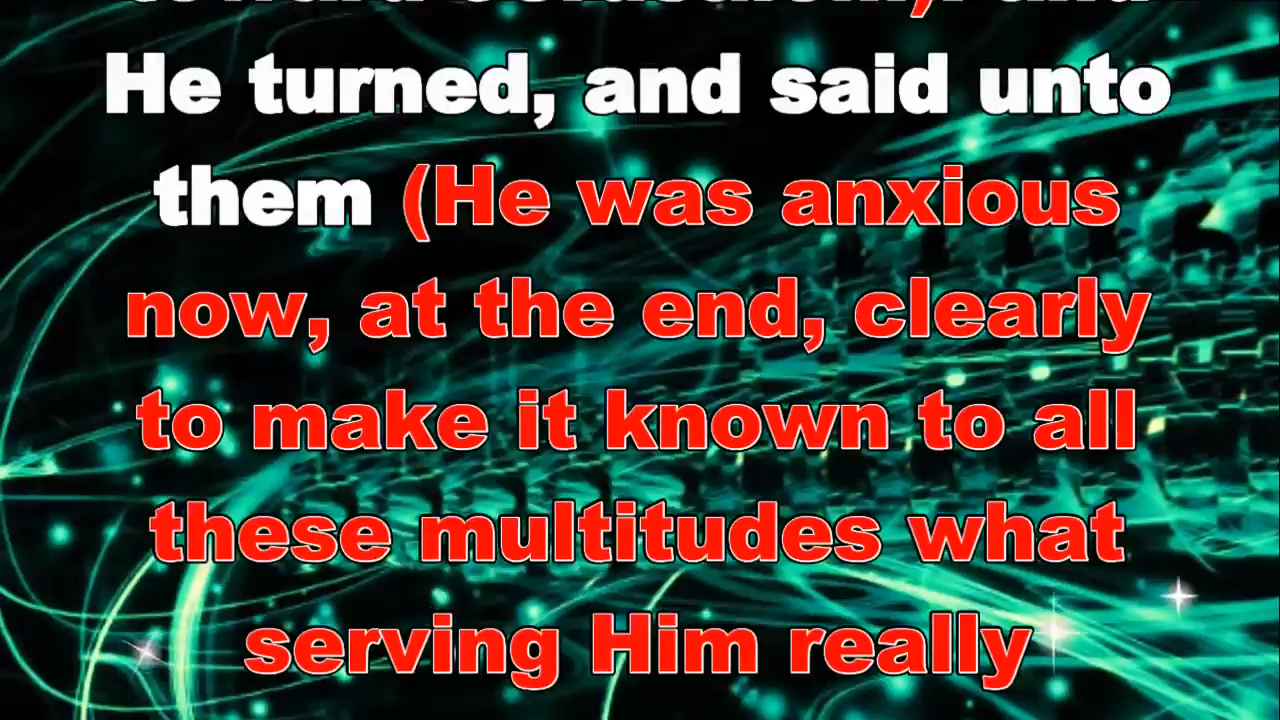 He turned, and said unto
them (He was anxious
now, at the end, clearly
to make it known to all
these multitudes what
serving Him really